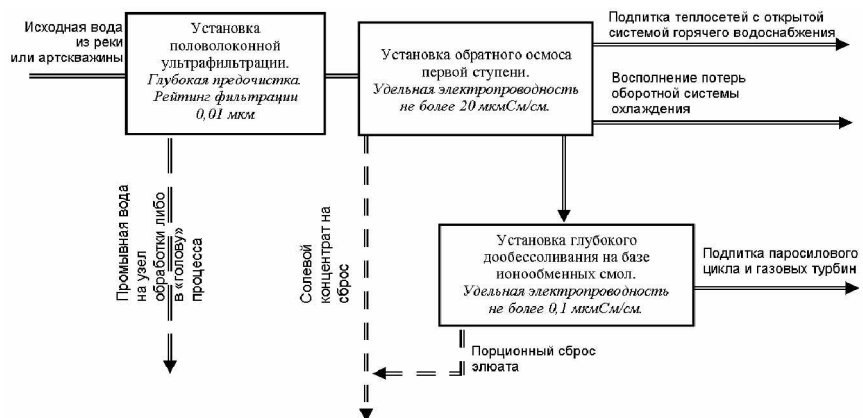 Исходная вода
из реки
или артскважины
Установка
половолоконной
ультрафильтрации.
Глубокая предочистка.
Рейтинг фильтрации
0,01 мкм
Установка обратного осмоса
первой ступени.
Удельная электропроводность
не более 20 мкмСм/см.
Подпитка теплосетей с открытой
системой горячего водоснабжения
Восполнение потерь
оборотной системы
охлаждения
Промывная вода
на узел
обработки либо
в «голову»
процесса
Солевой
концентрат на
сброс
Установка глубокого
дообессоливания на базе
ионообменных смол.
Удельная электропроводность
не более 0,1 мкмСм/см.
Подпитка паросилового
цикла и газовых турбин
Порционный сброс
элюата